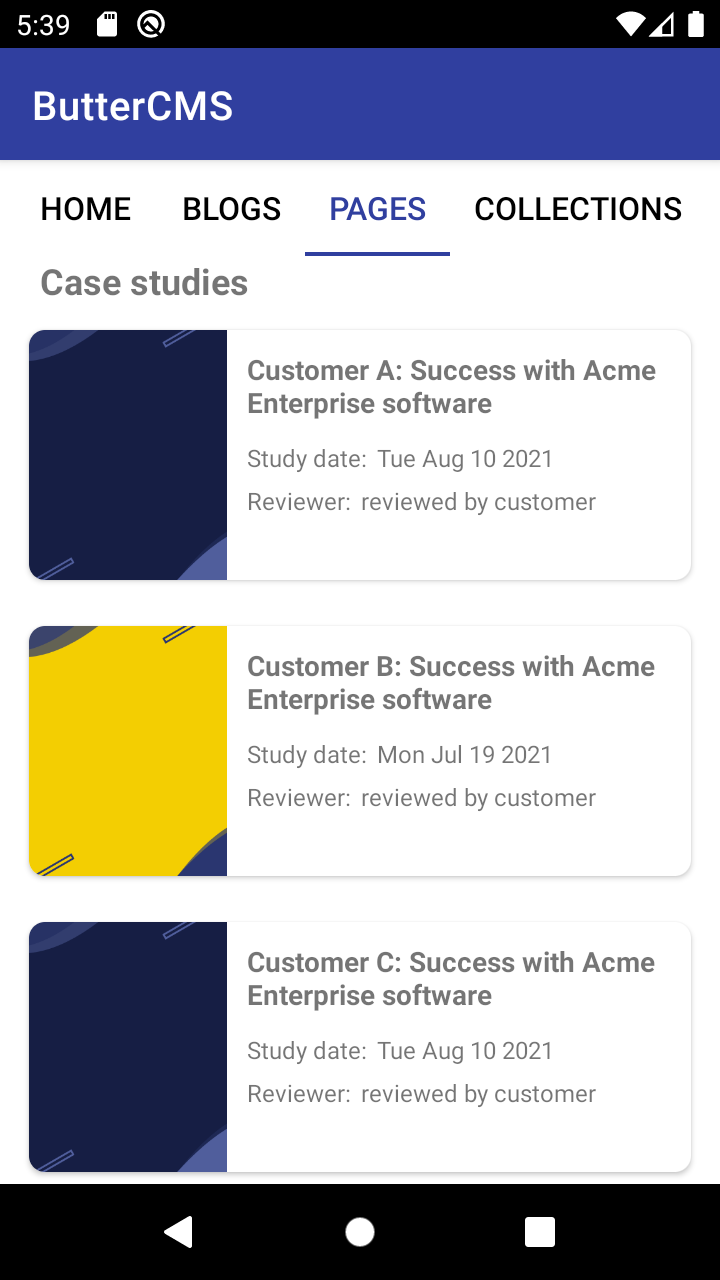 5:39
ButterCMS
HOME BLOGS PAGES COLLECTIONS
Case studies
Customer A: Success with Acme
Enterprise software
Study date: Tue Aug 10 2021
Reviewer: reviewed by customer
Customer B: Success with Acme
Enterprise software
Study date: Mon Jul 19 2021
Reviewer: reviewed by customer
Customer C: Success with Acme
Enterprise software
Study date: Tue Aug 10 2021
Reviewer: reviewed by customer